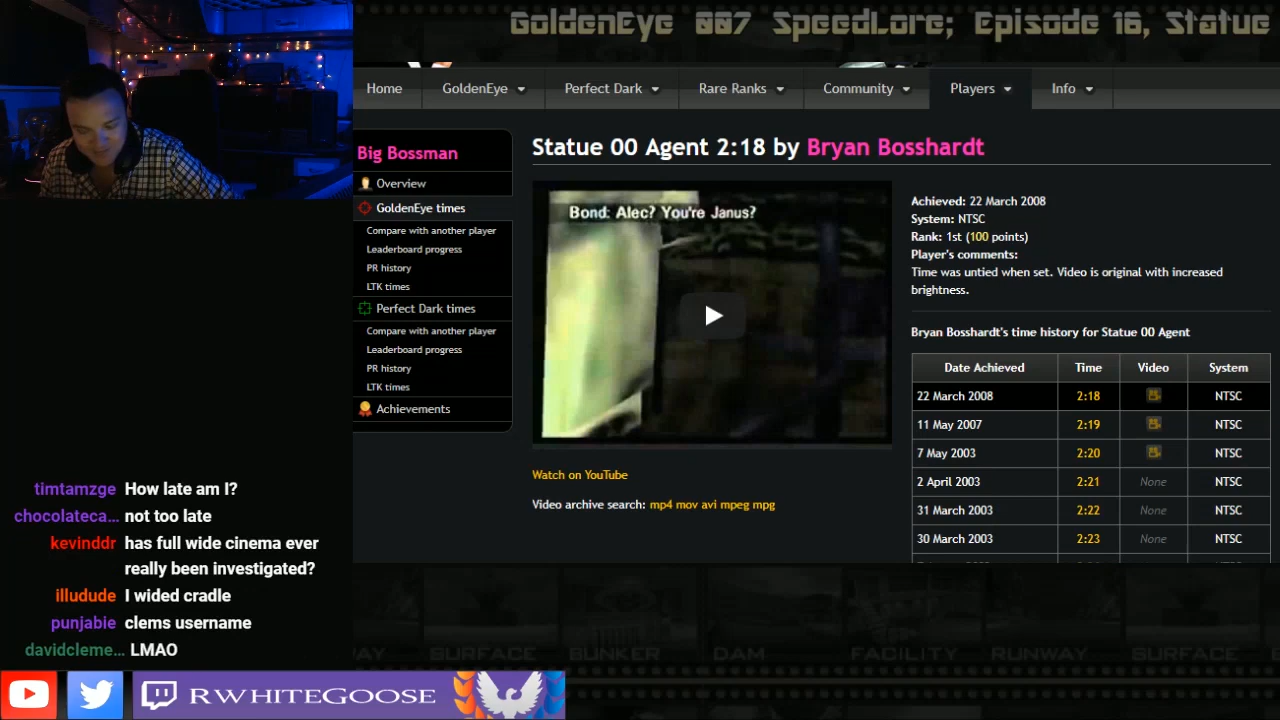 GoldenEye 007 SpeedLore; Episode 16, Statue
Home
GoldenEye
Perfect Dark
Rare Ranks
Community
Players
Info
Big Bossman
Overview
GoldenEye times
Compare with another player
Leaderboard progress
PR history
LTK times
Perfect Dark times
Compare with another player
Leaderboard progress
PR history
LTK times
Achievements
Statue 00 Agent 2:18 by Bryan Bosshardt
Bond: Alec? You're Janus?
Watch on YouTube
Video archive search: mp4 mov avi mpeg mpg
Achieved: 22 March 2008
System: NTSC
Rank: 1st (100 points)
Player's comments:
Time was untied when set. Video is original with increased
brightness.
Bryan Bosshardt's time history for Statue 00 Agent
Date Achieved Time Video System
22 March 2008 2:18 NTSC
11 May 2007 2:19 NTSC
7 May 2003 2:20 NTSC
2 April 2003 2:21 None NTSC
31 March 2003 2:22 None NTSC
30 March 2003 2:23 None NTSC
timtamzge How late am I?
chocolateca... not too late
kevinddr has full wide cinema ever
really been investigated?
illudude I wided cradle
punjabie clems username
davidcleme... LMAO
SURFACE
BUNKER
DAM
FACILITY
RUNWAY
SURFACE
RWHITEGOOSE